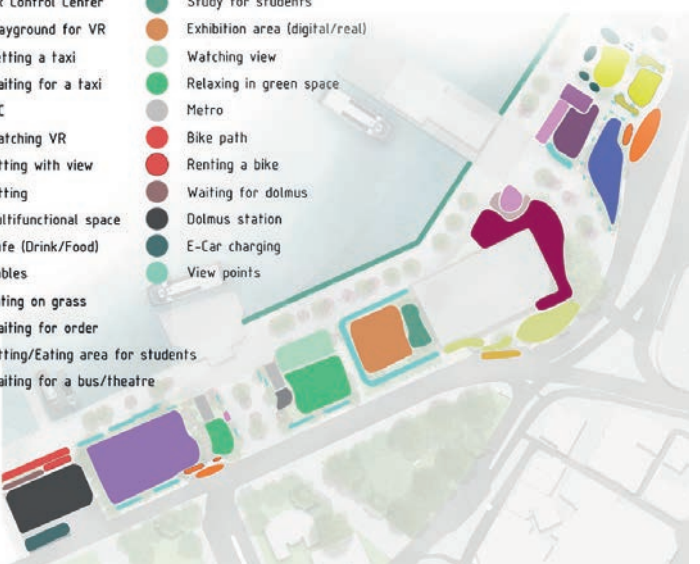 R Control Center
ayground for VR
etting a taxi
aiting for a taxi
C
atching VR
tting with view
tting
ultifunctional space
afe (Drink/Food)
bles
ting on grass
aiting for order
tting/Eating area for students
aiting for a bus/theatre
Study for students
Exhibition area (digital/real)
Watching view
Relaxing in green space
Metro
Bike path
Renting a bike
Waiting for dolmus
Dolmus station
E-Car charging
View points